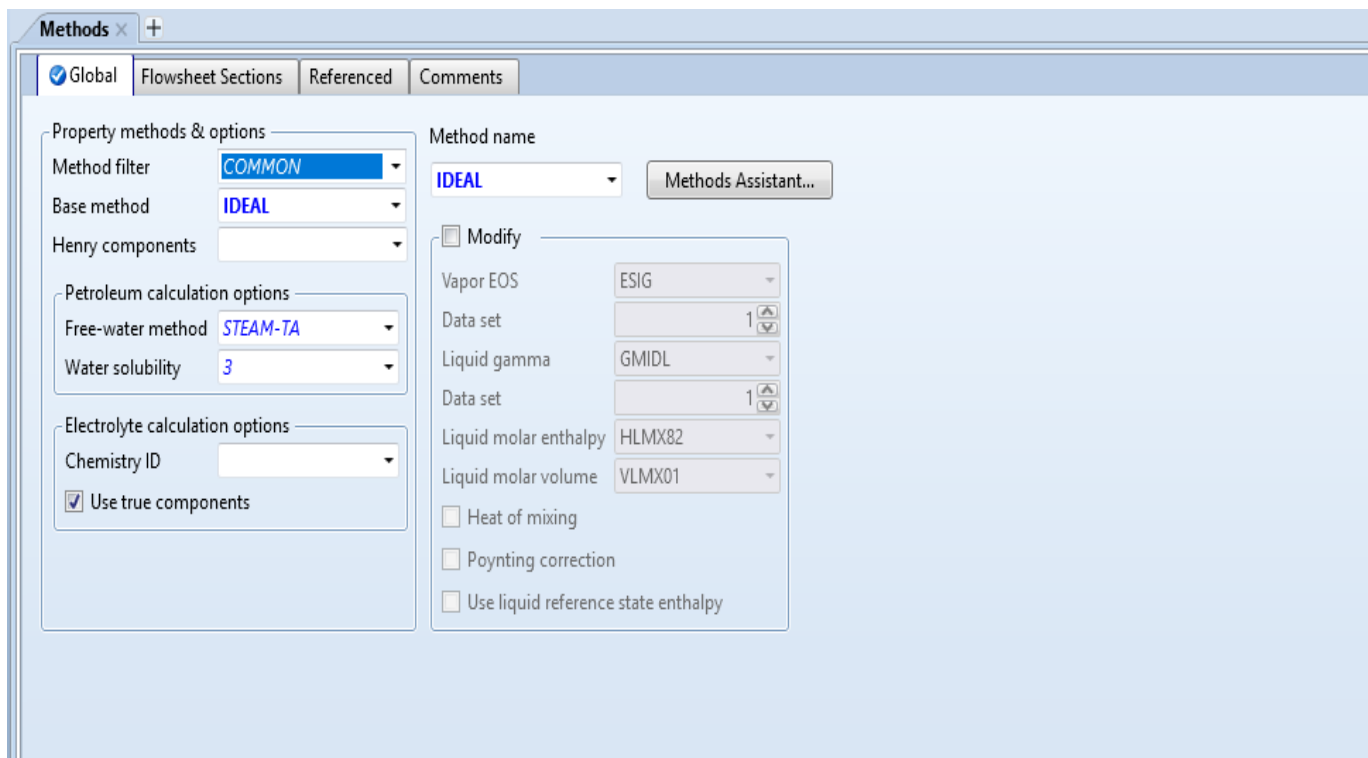 Methods
Global Flowsheet Sections Referenced Comments
Property methods & options
Method filter COMMON
Base method IDEAL
Henry components
Petroleum calculation options
Free-water method STEAM-TA
Water solubility 3
Electrolyte calculation options
Chemistry ID
Use true components
Method name
IDEAL Methods Assistant...
Modify
Vapor EOS ESIG
Data set 1
Liquid gamma GMIDL
Data set 1
Liquid molar enthalpy HLMX82
Liquid molar volume VLMX01
Heat of mixing
Poynting correction
Use liquid reference state enthalpy